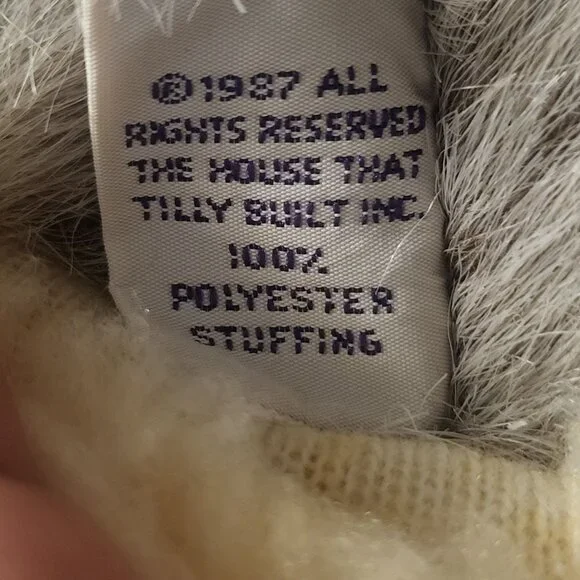 ®1987 ALL
RIGHTS RESERVED
THE HOUSE THAT
TILLY BUILT INC.
100%
POLYESTER
STUFFING